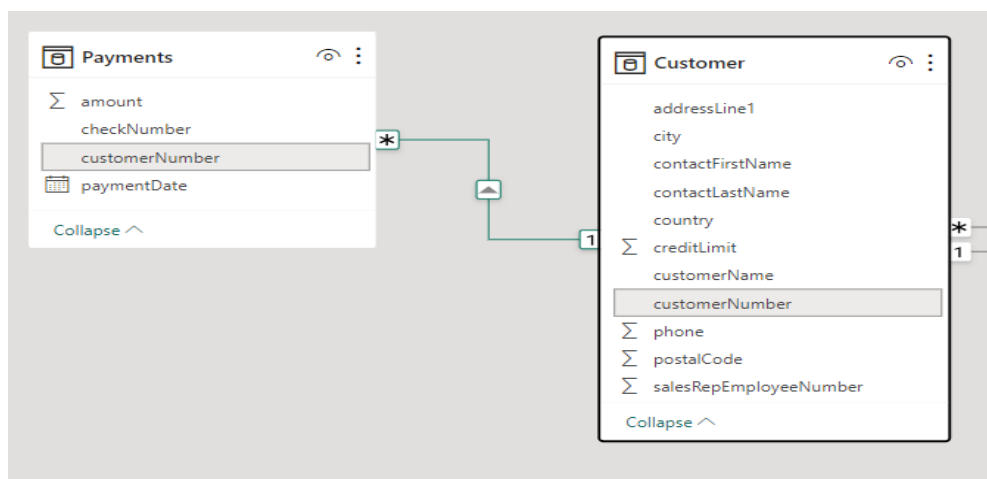 Payments
amount
checkNumber
customerNumber
paymentDate
Collapse
*
1
Customer
addressLine1
city
contactFirstName
contactLastName
country
creditLimit
customerName
customerNumber
phone
postalCode
salesRepEmployeeNumber
Collapse
*
1